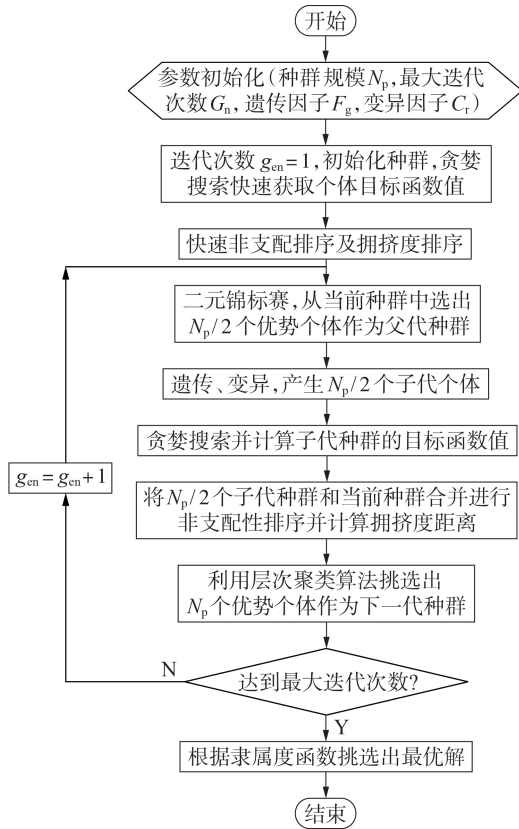 开始
参数初始化(种群规模Np,最大迭代
次数Gn,遗传因子Fg,变异因子Cr)
迭代次数gen=1,初始化种群,贪婪
搜索快速获取个体目标函数值
快速非支配排序及拥挤度排序
二元锦标赛,从当前种群中选出
Np/2个优势个体作为父代种群
遗传、变异,产生Np/2个子代个体
贪婪搜索并计算子代种群的目标函数值
gen=gen+1
将Np/2个子代种群和当前种群合并进行
非支配性排序并计算拥挤度距离
利用层次聚类算法挑选出
Np个优势个体作为下一代种群
N
达到最大迭代次数?
Y
根据隶属度函数挑选出最优解
结束